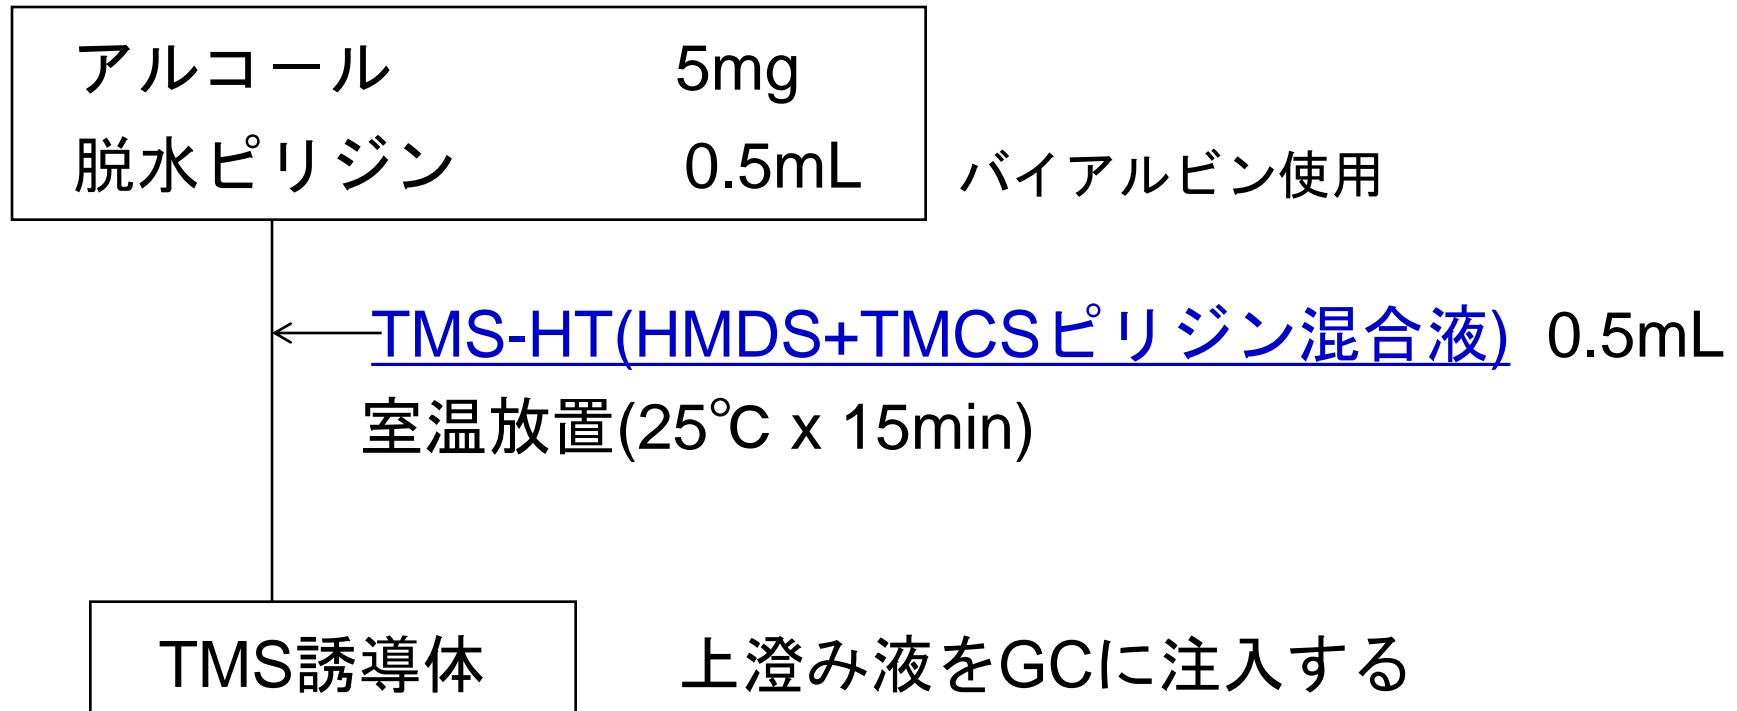 アルコール 5mg
脱水ピリジン 0.5mL バイアルビン使用
TMS-HT(HMDS+TMCSピリジン混合液) 0.5mL
室温放置(25℃ x 15min)
TMS誘導体 上澄み液をGCに注入する